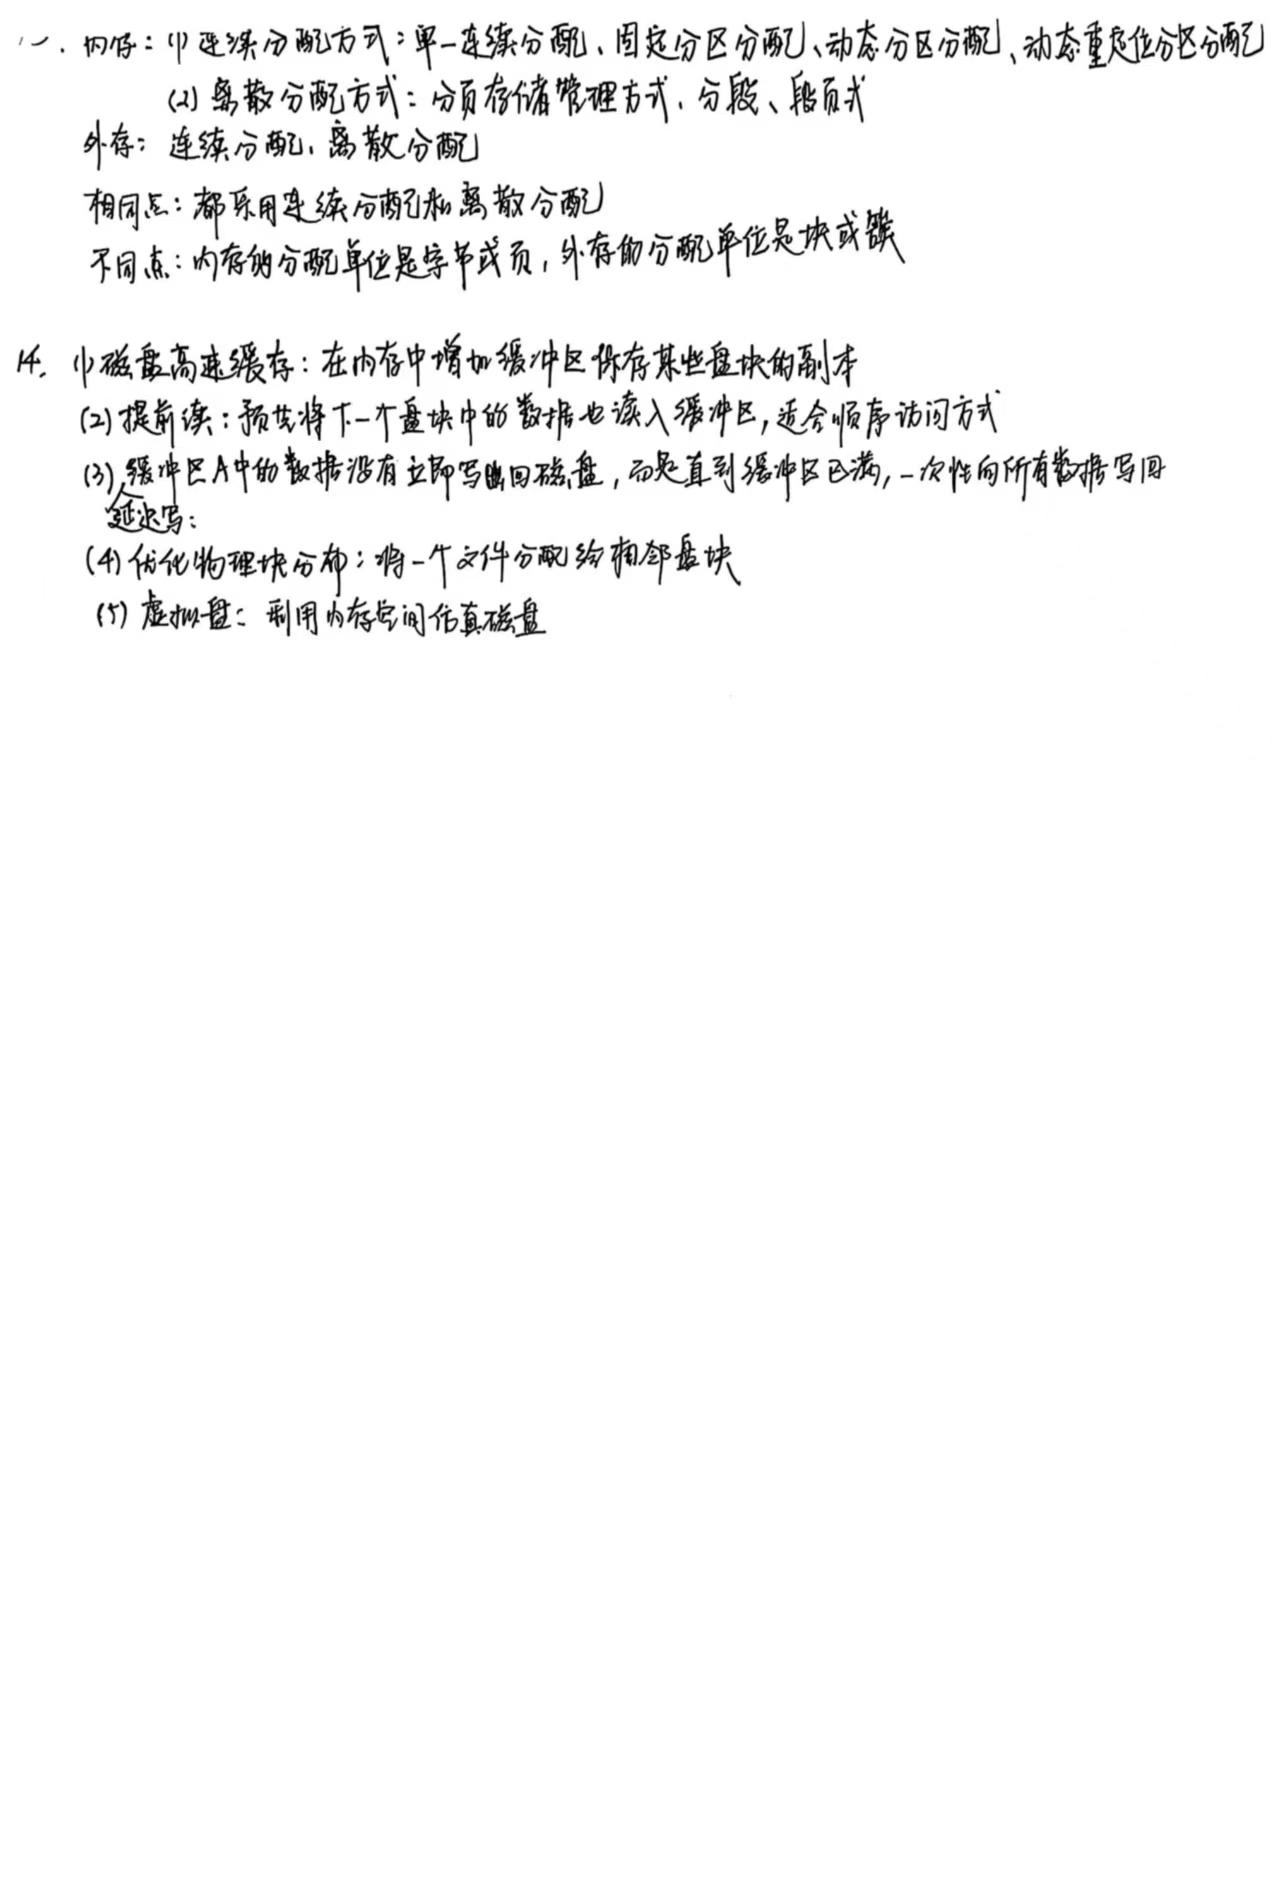 一. 内存：(1) 连续分配方式：单一连续分配、固定分区分配、动态分区分配、动态重定位分区分配
(2) 离散分配方式：分页存储管理方式、分段、段页式
外存：连续分配、离散分配
相同点：都采用连续分配和离散分配
不同点：内存的分配单位是字节或页，外存的分配单位是块或簇
14. (1) 磁盘高速缓存：在内存中增加缓冲区保存某些盘块的副本
(2) 提前读：预先将下一个盘块中的数据也读入缓冲区，适合顺序访问方式
(3) 缓冲区A中的数据没有立即写回磁盘，而是直到缓冲区已满，一次性向所有数据写回
延迟写：
(4) 优化物理块分布：将一个文件分配给相邻盘块
(5) 虚拟盘：利用内存空间仿真磁盘